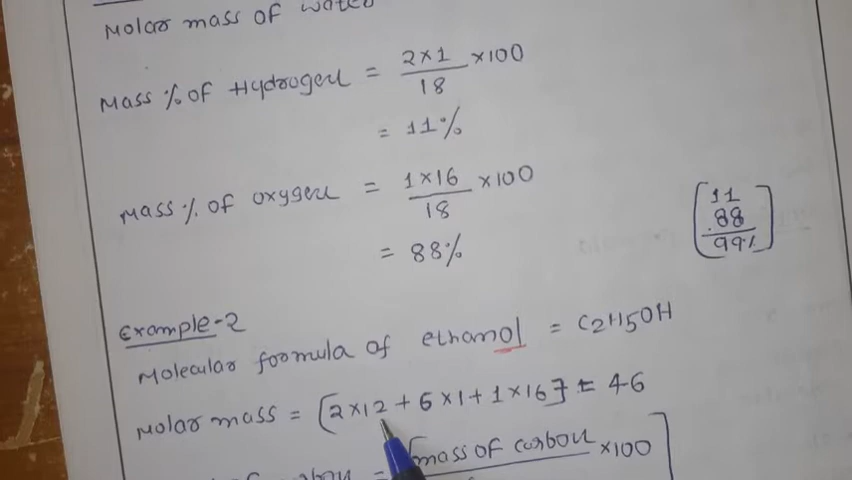 Molar mass of water
Mass % of Hydrogen = 2×1/18 ×100
= 11%
Mass % of oxygen = 1×16/18 ×100
= 88%
[11
88
99%]
Example-2
Molecular formula of ethanol = C2H5OH
Molar mass = [2×12 + 6×1 + 1×16] = 46
= [mass of carbon ×100]